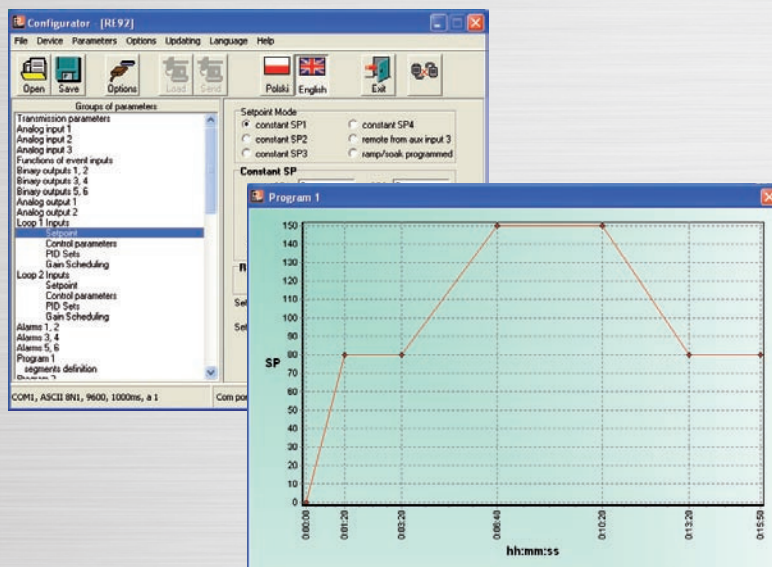 Configurator - [RE92]
File Device Parameters Options Updating Language Help
Open Save Options Load Send Polski English Exit
Groups of parameters
Transmission parameters
Analog input 1
Analog input 2
Analog input 3
Functions of event inputs
Binary outputs 1, 2
Binary outputs 3, 4
Binary outputs 5, 6
Analog output 1
Analog output 2
Loop 1 Inputs
Setpoint
Control parameters
PID Sets
Gain Scheduling
Loop 2 Inputs
Setpoint
Control parameters
PID Sets
Gain Scheduling
Alarms 1, 2
Alarms 3, 4
Alarms 5, 6
Program 1
segments definition
COM1, ASCII 8N1, 9600, 1000ms, a 1
Com por
Setpoint Mode
constant SP1 constant SP4
constant SP2 remote from aux input 3
constant SP3 ramp/soak programmed
Constant SP
R
Set
Set
Program 1
150
140
130
120
110
100
90
80
70
60
50
40
30
20
10
0
SP
0:00:00 0:01:20 0:03:20 0:06:40 0:10:20 0:13:20 0:15:50
hh:mm:ss